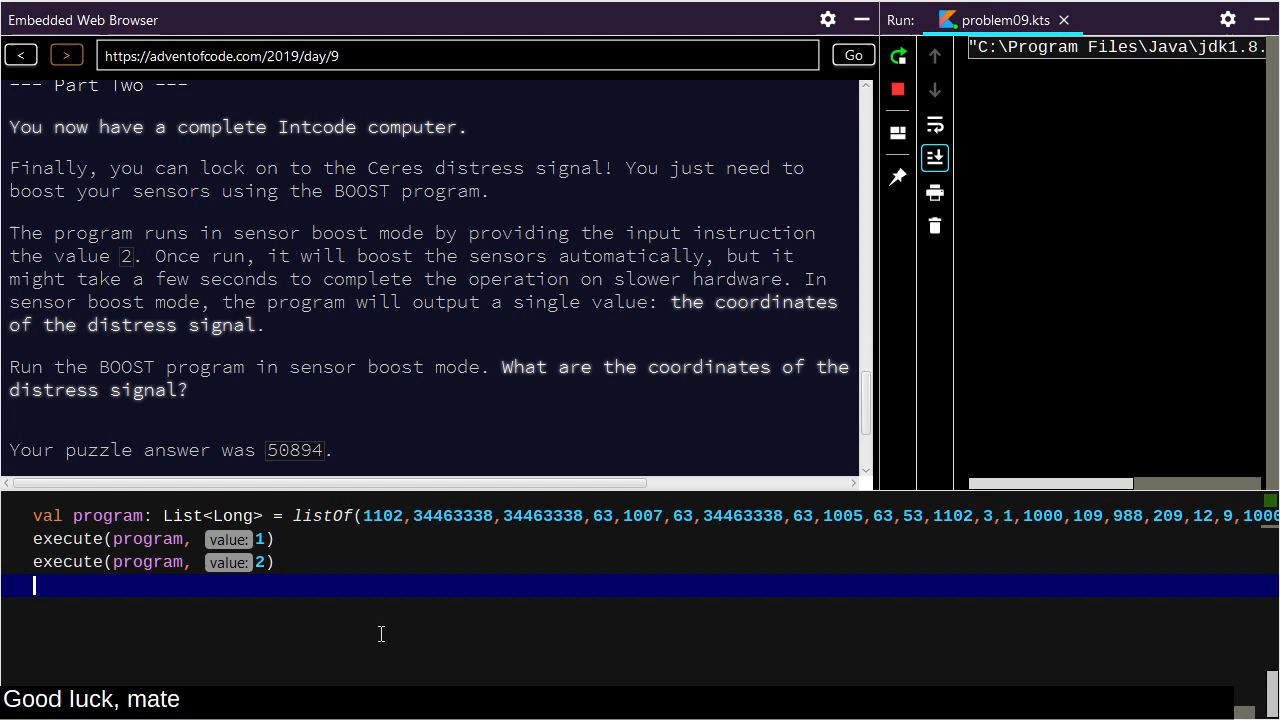 Embedded Web Browser
Run: problem09.kts
< > https://adventofcode.com/2019/day/9 Go
"C:\Program Files\Java\jdk1.8.
--- Part Two ---
You now have a complete Intcode computer.
Finally, you can lock on to the Ceres distress signal! You just need to
boost your sensors using the BOOST program.
The program runs in sensor boost mode by providing the input instruction
the value 2. Once run, it will boost the sensors automatically, but it
might take a few seconds to complete the operation on slower hardware. In
sensor boost mode, the program will output a single value: the coordinates
of the distress signal.
Run the BOOST program in sensor boost mode. What are the coordinates of the
distress signal?
Your puzzle answer was 50894.
val program: List<Long> = listOf(1102,34463338,34463338,63,1007,63,34463338,63,1005,63,53,1102,3,1,1000,109,988,209,12,9,1000
execute(program, value: 1)
execute(program, value: 2)
Good luck, mate